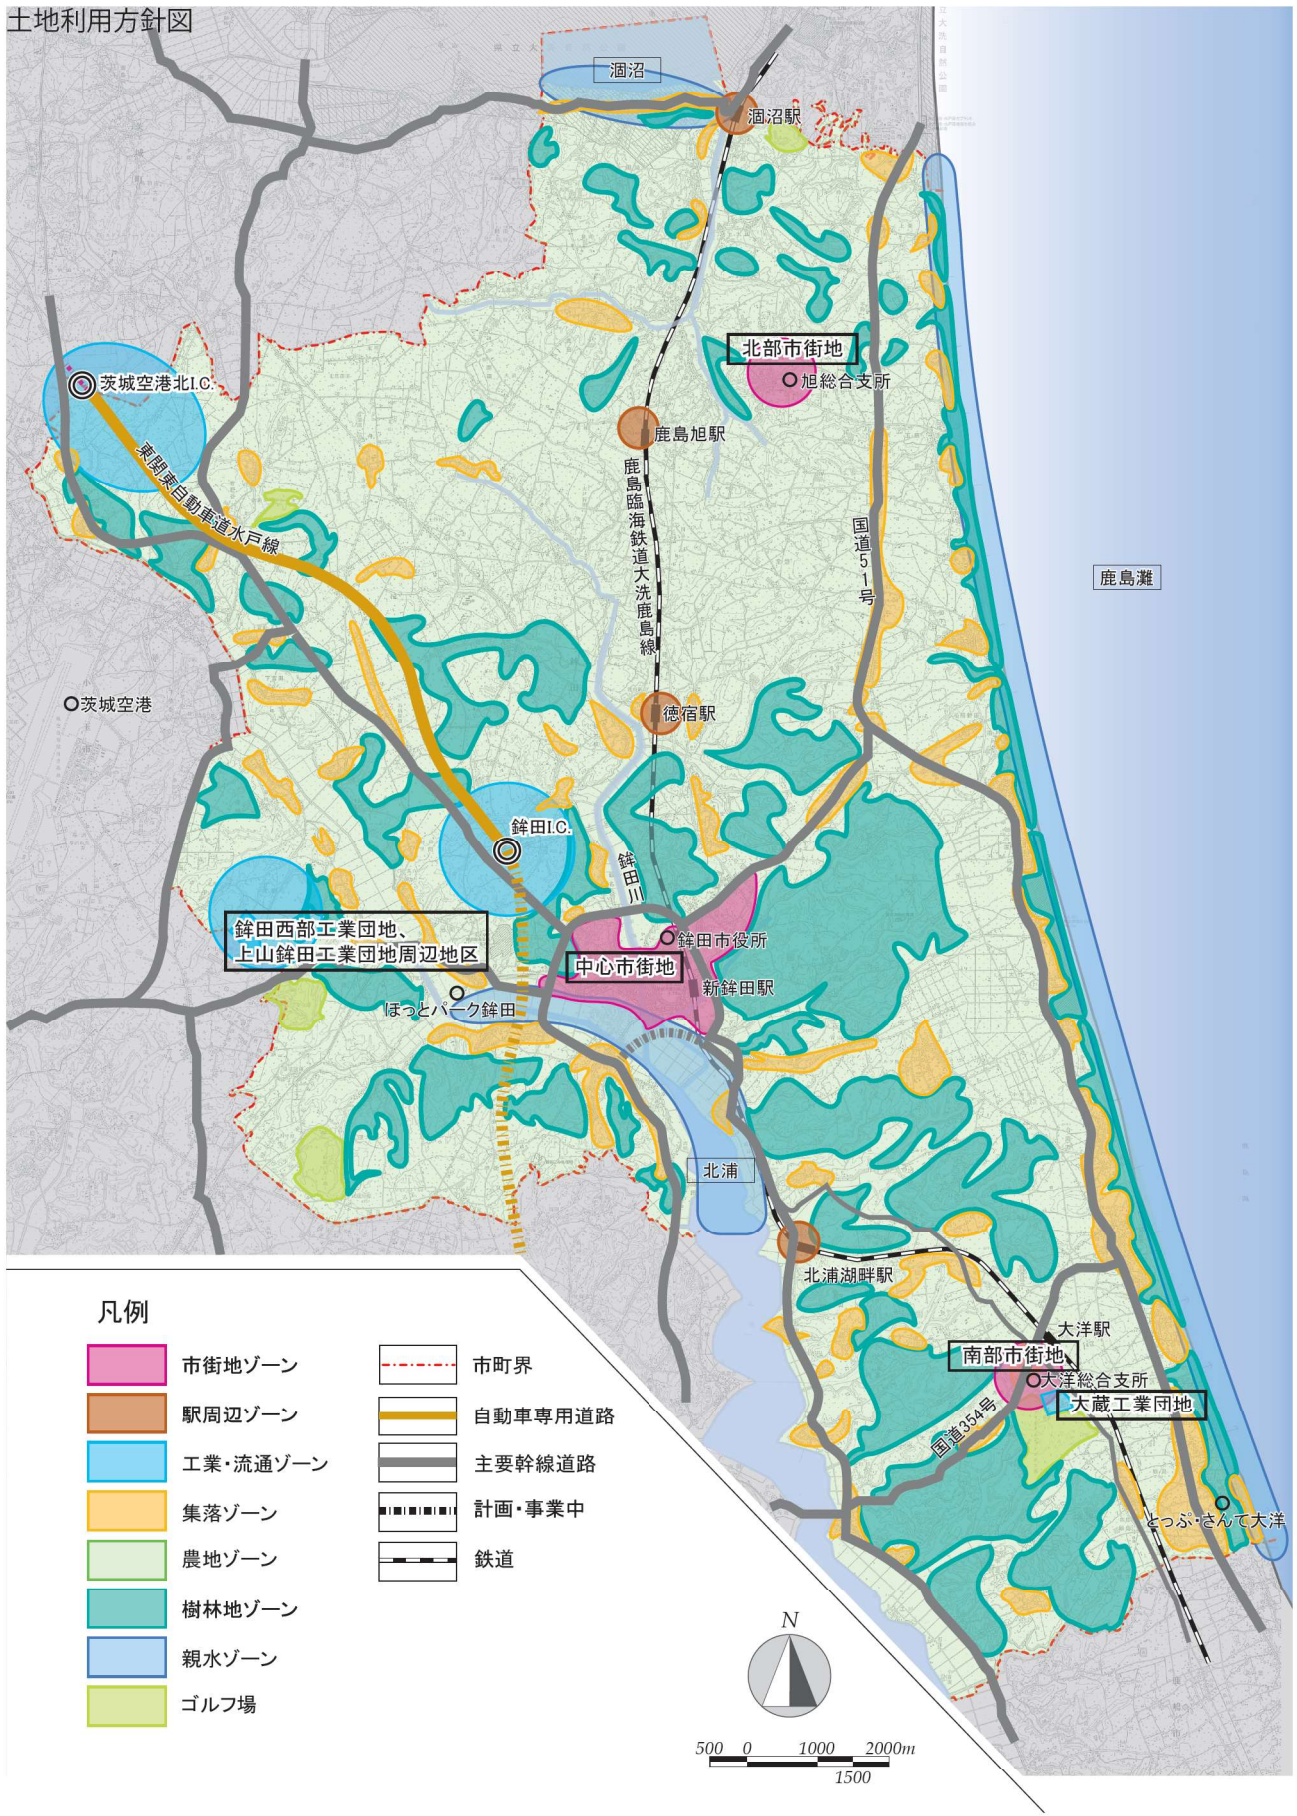 土地利用方針図
涸沼
涸沼駅
北部市街地
旭総合支所
茨城空港北I.C.
鹿島旭駅
東関東自動車道水戸線
鹿島臨海鉄道大洗鹿島線
国道51号
鹿島灘
茨城空港
徳宿駅
鉾田I.C.
鉾田川
鉾田西部工業団地、
上山鉾田工業団地周辺地区
鉾田市役所
中心市街地
新鉾田駅
ほっとパーク鉾田
北浦
北浦湖畔駅
大洋駅
南部市街地
大洋総合支所
大蔵工業団地
国道354号
とっぷ・さんて大洋
凡例
市街地ゾーン
駅周辺ゾーン
工業・流通ゾーン
集落ゾーン
農地ゾーン
樹林地ゾーン
親水ゾーン
ゴルフ場
市町界
自動車専用道路
主要幹線道路
計画・事業中
鉄道
N
500 0 1000 2000m
1500